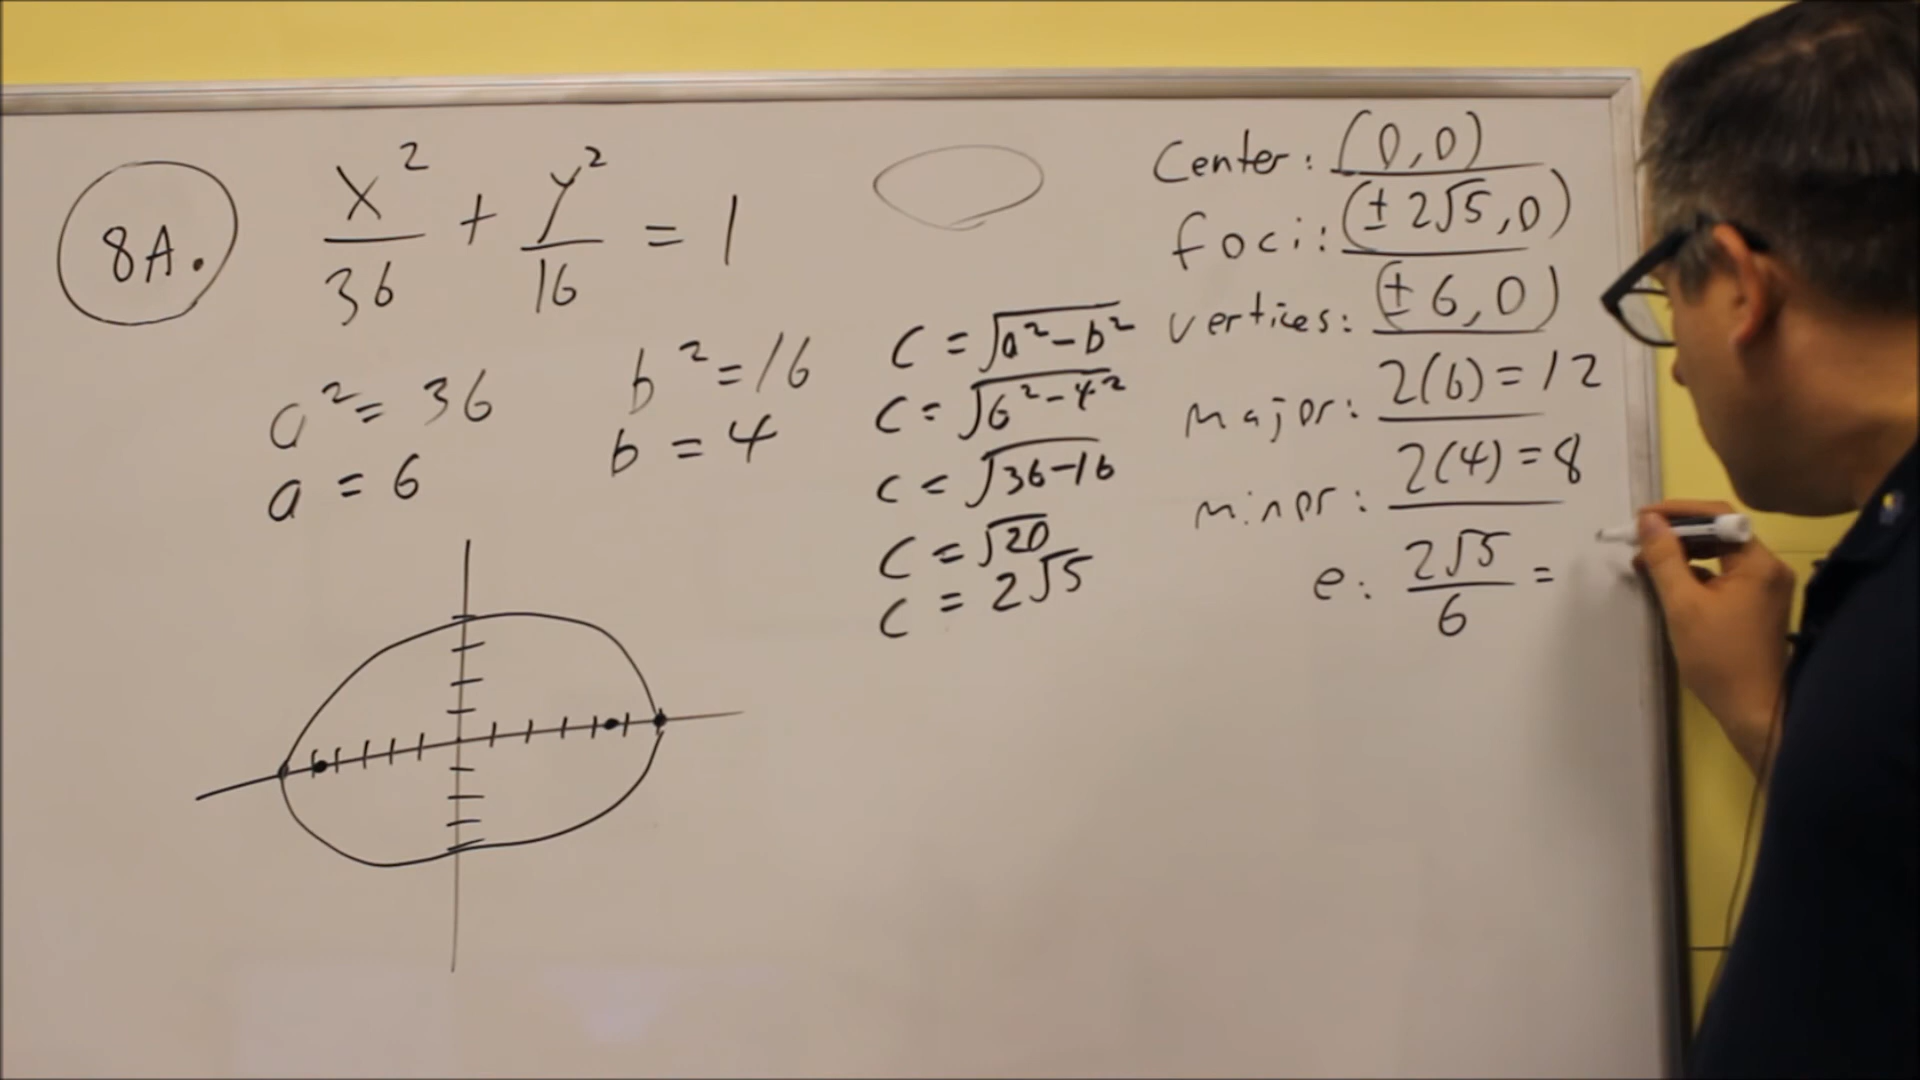 8A.
x²/36 + y²/16 = 1
a² = 36
a = 6
b² = 16
b = 4
c = √a² − b²
c = √6² − 4²
c = √36 − 16
c = √20
c = 2√5
Center: (0,0)
foci: (± 2√5, 0)
vertices: (± 6, 0)
major: 2(6) = 12
minor: 2(4) = 8
e: 2√5/6 =